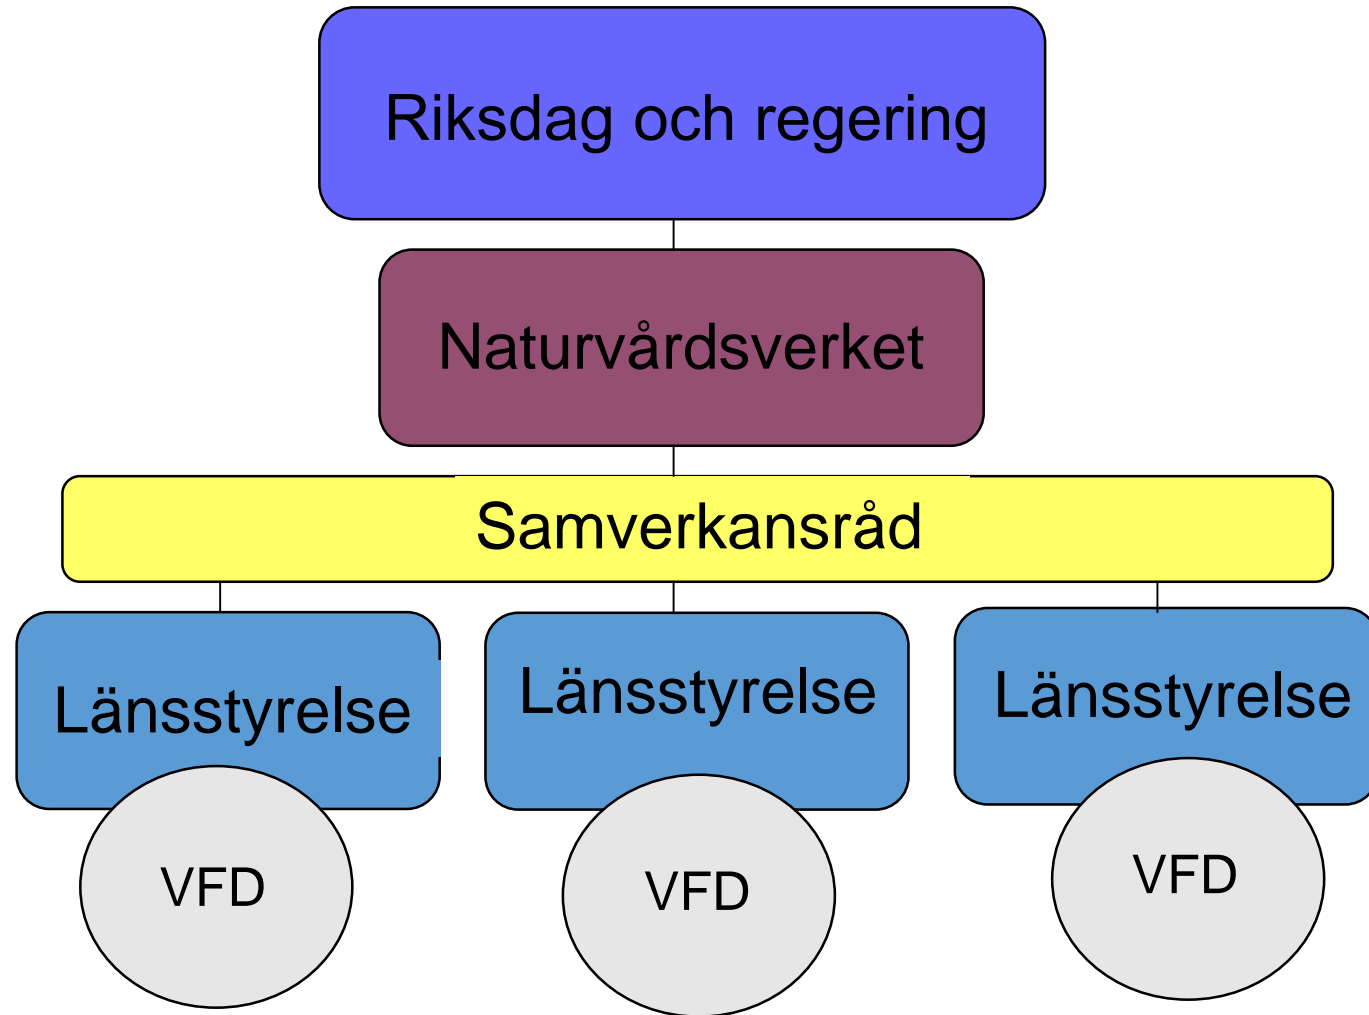 Riksdag och regering
Naturvårdsverket
Samverkansråd
Länsstyrelse
Länsstyrelse
Länsstyrelse
VFD
VFD
VFD